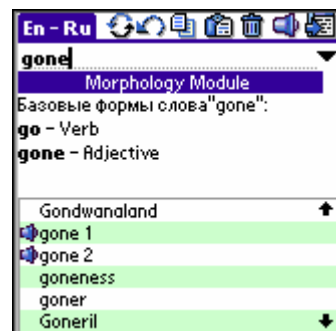 En - Ru
gone
Morphology Module
Базовые формы слова"gone":
go - Verb
gone - Adjective
Gondwanaland
gone 1
gone 2
goneness
goner
Goneril